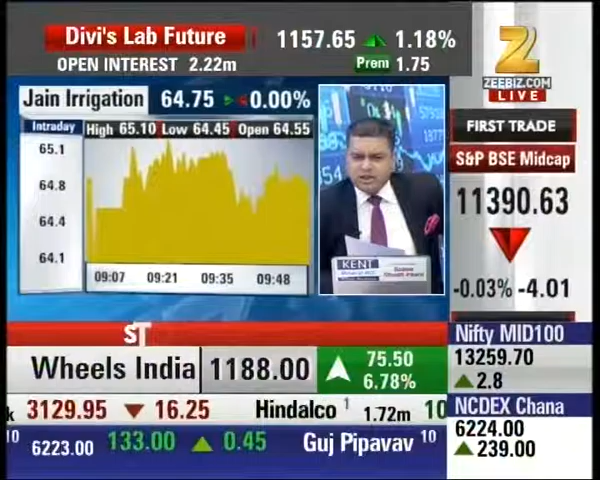 Divi's Lab Future
1157.65 1.18%
OPEN INTEREST 2.22m
Prem 1.75
Z
ZEEBIZ.COM
LIVE
Jain Irrigation 64.75 0.00%
Intraday High 65.10 Low 64.45 Open 64.55
65.1
64.8
64.4
64.1
09:07 09:21 09:35 09:48
KENT
FIRST TRADE
S&P BSE Midcap
11390.63
-0.03% -4.01
ST
Wheels India 1188.00 75.50
6.78%
Nifty MID100
13259.70
2.8
k 3129.95 16.25 Hindalco 1 1.72m 10
NCDEX Chana
6224.00
239.00
10 6223.00 133.00 0.45 Guj Pipavav 10